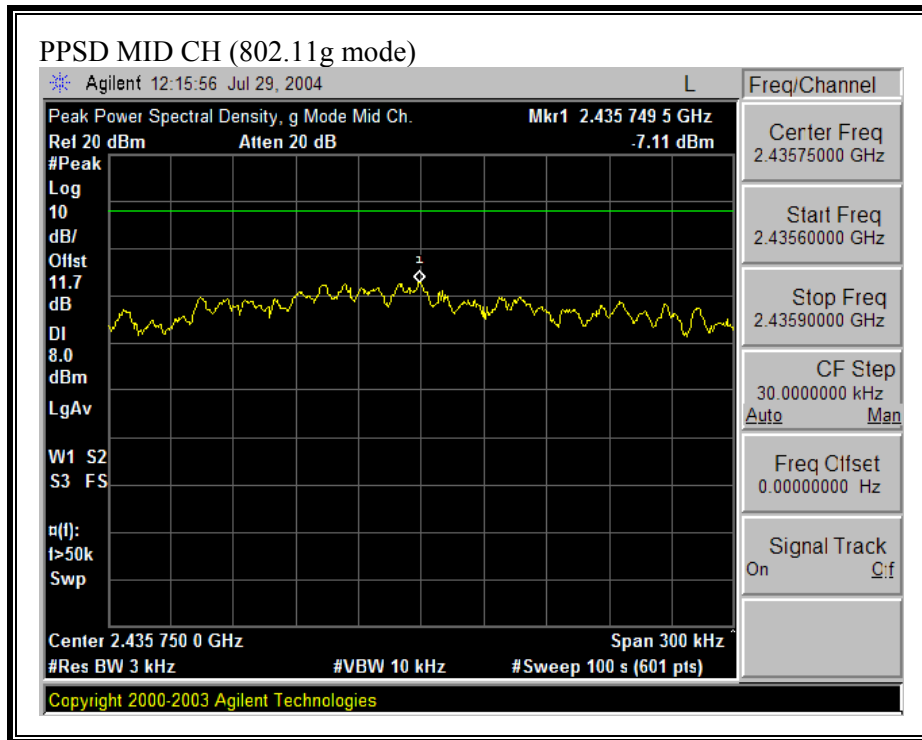 PPSD MID CH (802.11g mode)
Agilent 12:15:56 Jul 29, 2004 L
Freq/Channel
Peak Power Spectral Density, g Mode Mid Ch. Mkr1 2.435 749 5 GHz
Ref 20 dBm Atten 20 dB -7.11 dBm
#Peak
Log
10
dB/
Offst
11.7
dB
DI
8.0
dBm
LgAv
W1 S2
S3 FS
¤(f):
f>50k
Swp
1
Center 2.435 750 0 GHz Span 300 kHz
#Res BW 3 kHz #VBW 10 kHz #Sweep 100 s (601 pts)
Copyright 2000-2003 Agilent Technologies
Center Freq
2.43575000 GHz
Start Freq
2.43560000 GHz
Stop Freq
2.43590000 GHz
CF Step
30.0000000 kHz
Auto Man
Freq Offset
0.00000000 Hz
Signal Track
On Off